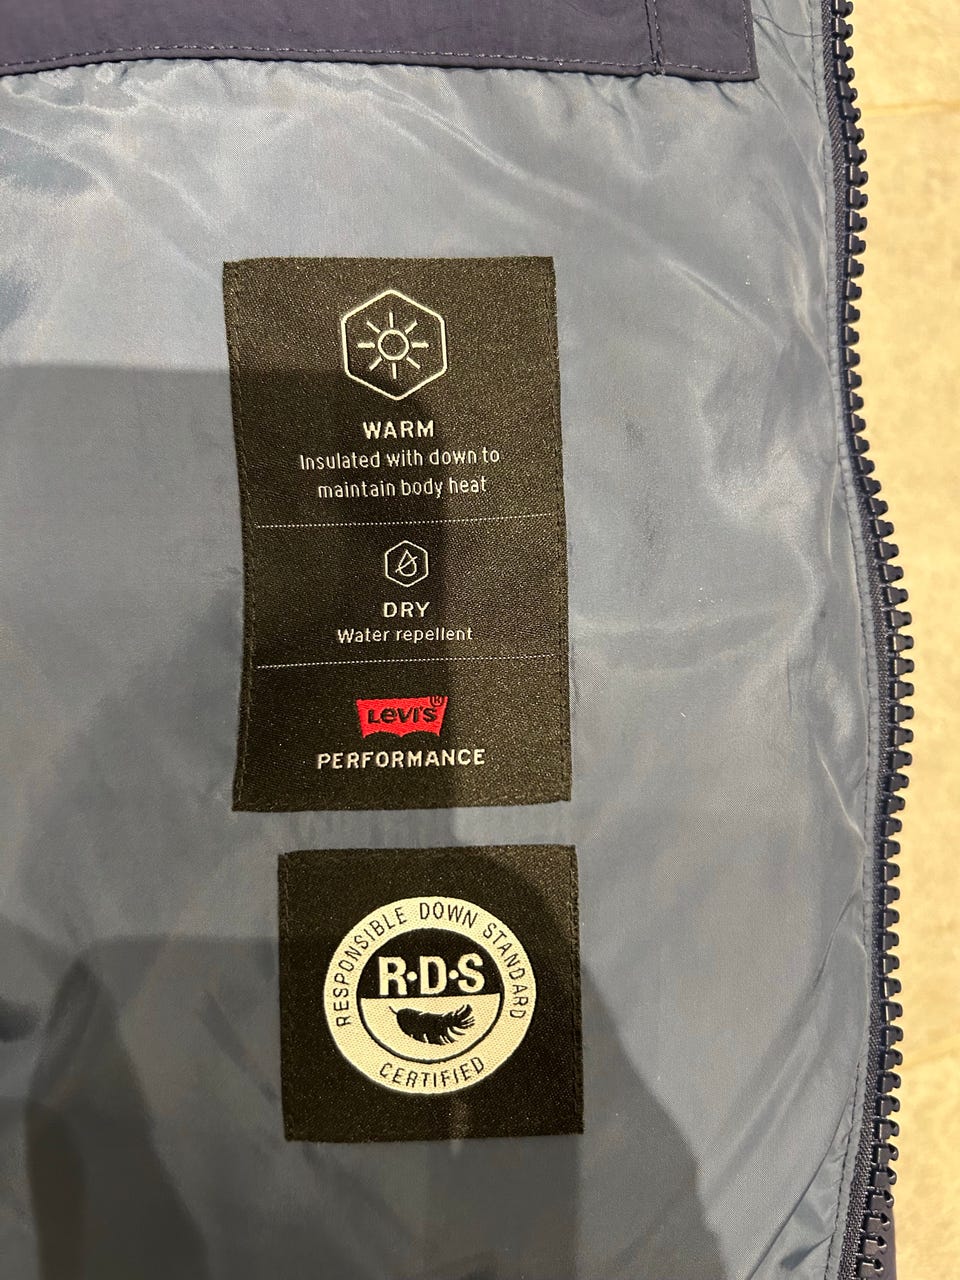 WARM
Insulated with down to
maintain body heat
DRY
Water repellent
Levi's®
PERFORMANCE
RESPONSIBLE DOWN STANDARD
R·D·S
CERTIFIED